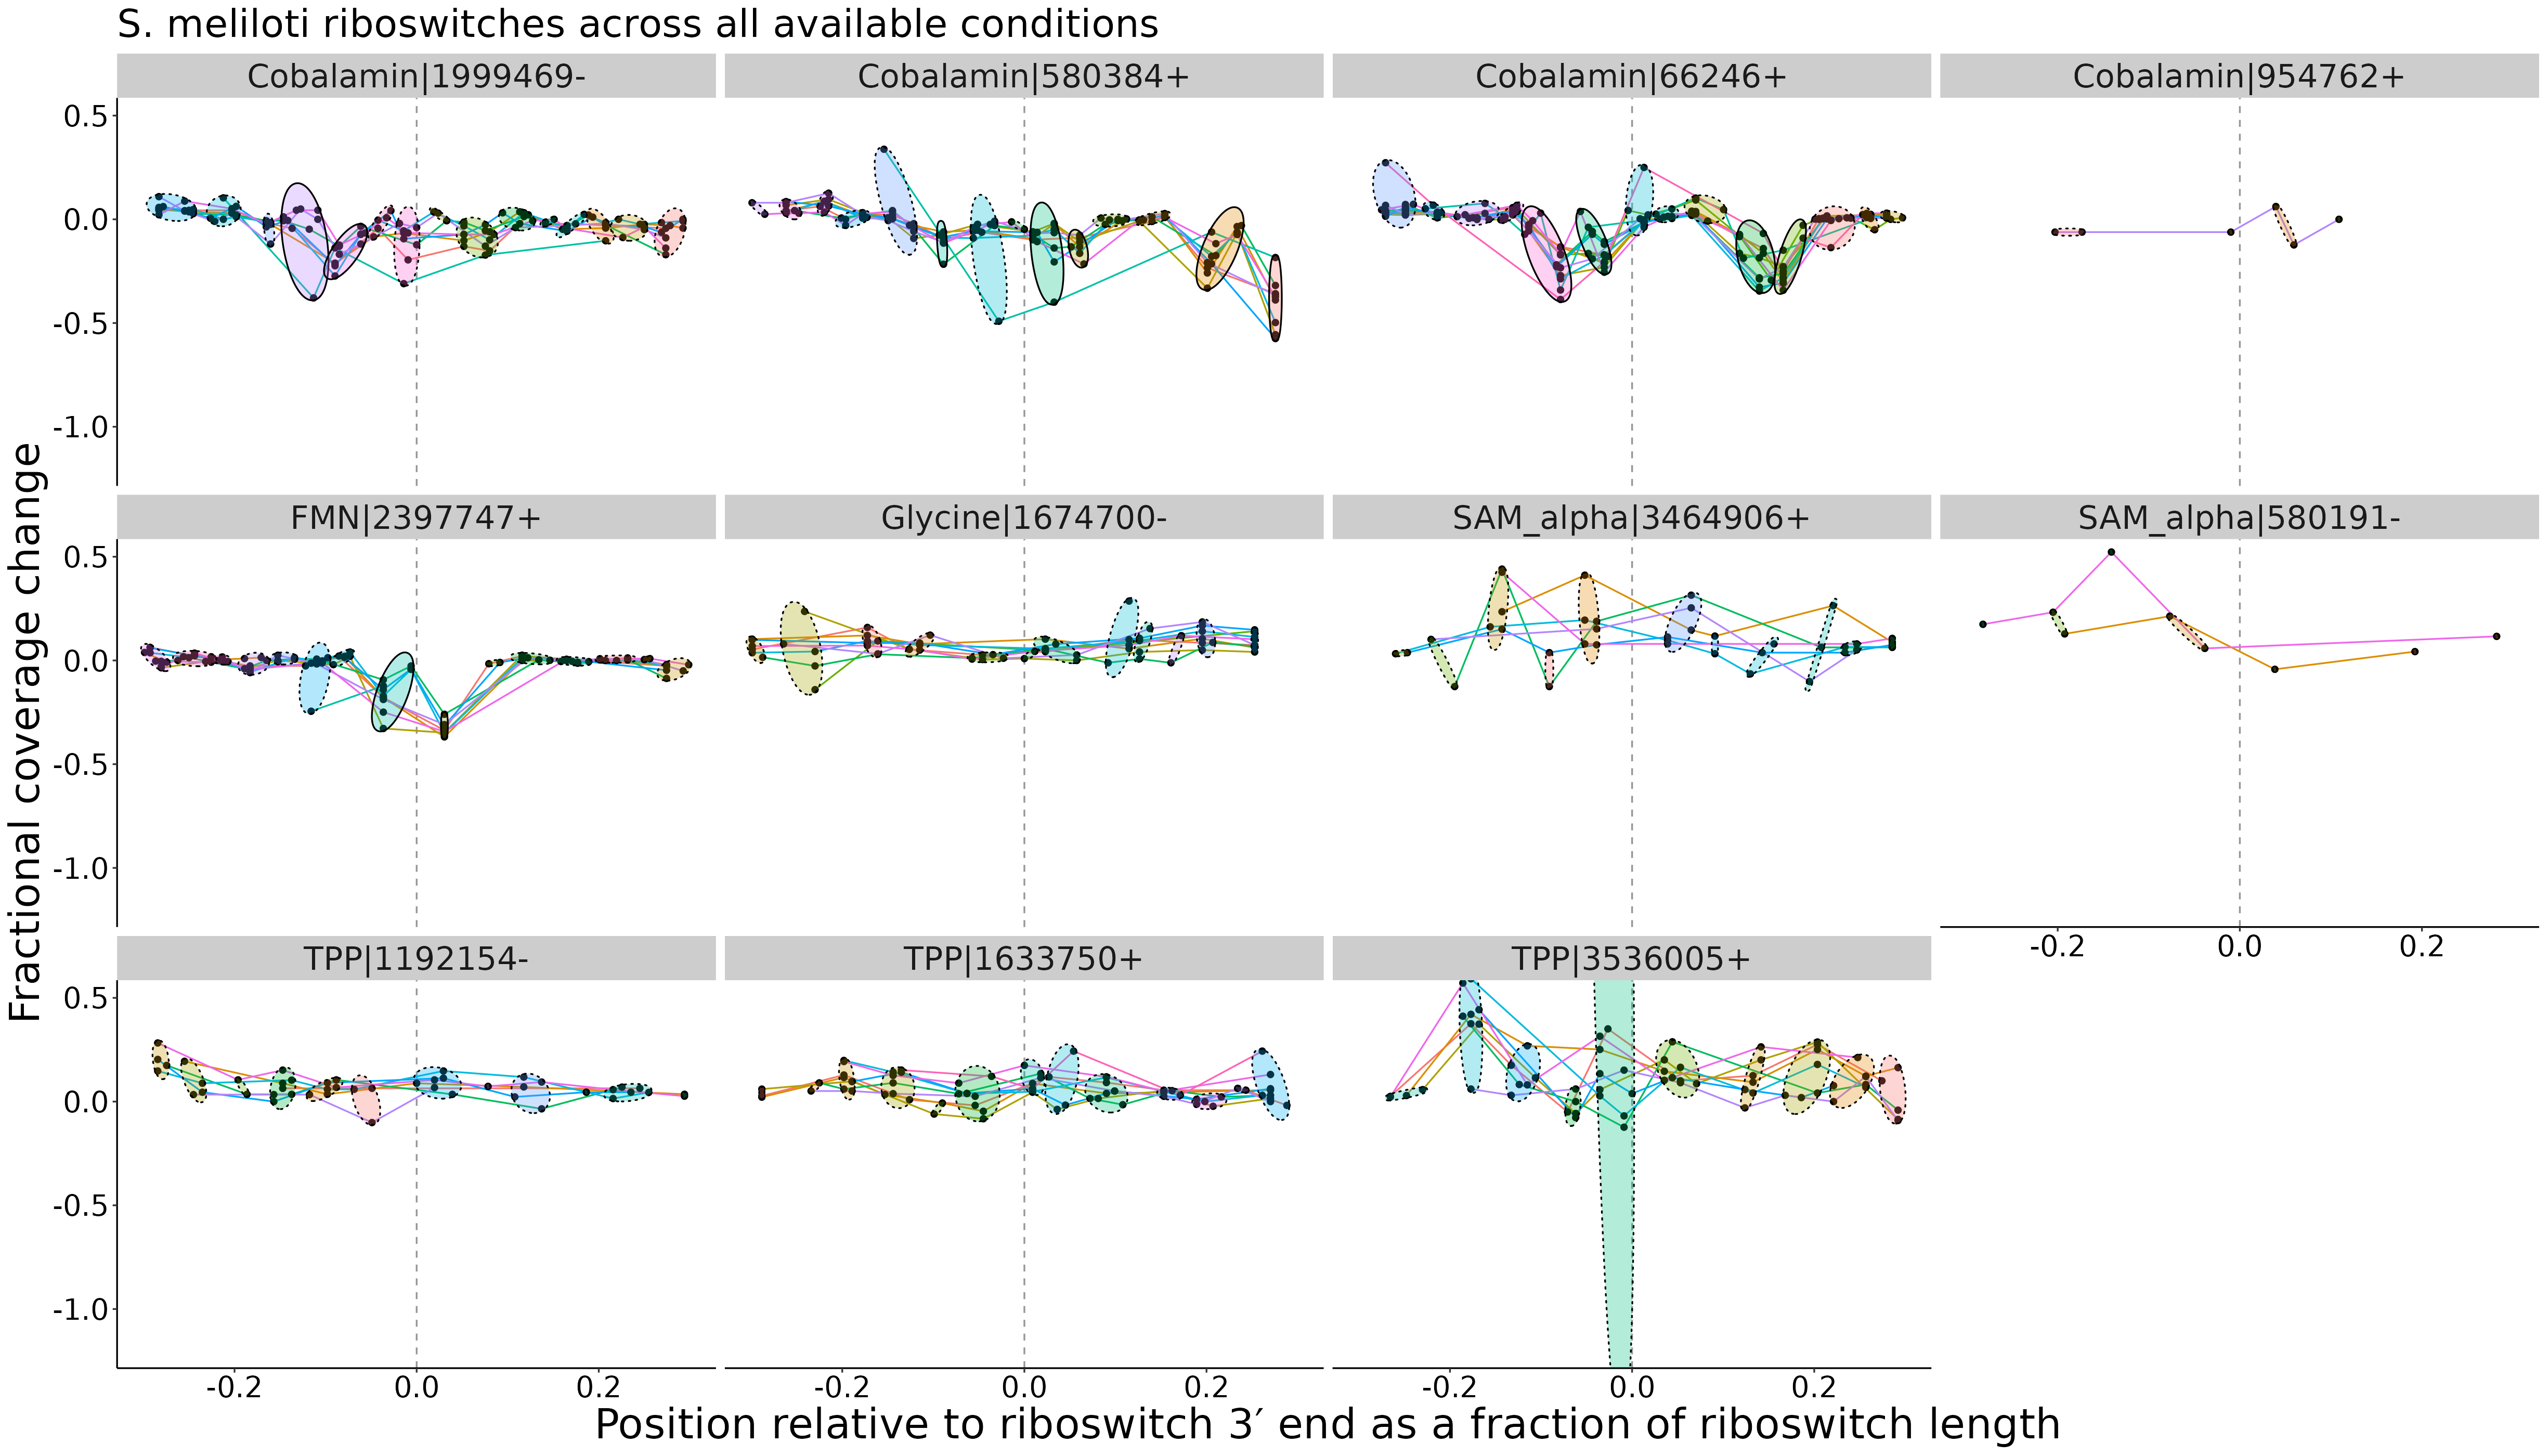 S. meliloti riboswitches across all available conditions
Cobalamin|1999469-
Cobalamin|580384+
Cobalamin|66246+
Cobalamin|954762+
0.5
0.0
-0.5
-1.0
FMN|2397747+
Glycine|1674700-
SAM_alpha|3464906+
SAM_alpha|580191-
0.5
0.0
-0.5
-1.0
-0.2 0.0 0.2
TPP|1192154-
TPP|1633750+
TPP|3536005+
0.5
0.0
-0.5
-1.0
-0.2 0.0 0.2
-0.2 0.0 0.2
-0.2 0.0 0.2
Position relative to riboswitch 3′ end as a fraction of riboswitch length
Fractional coverage change